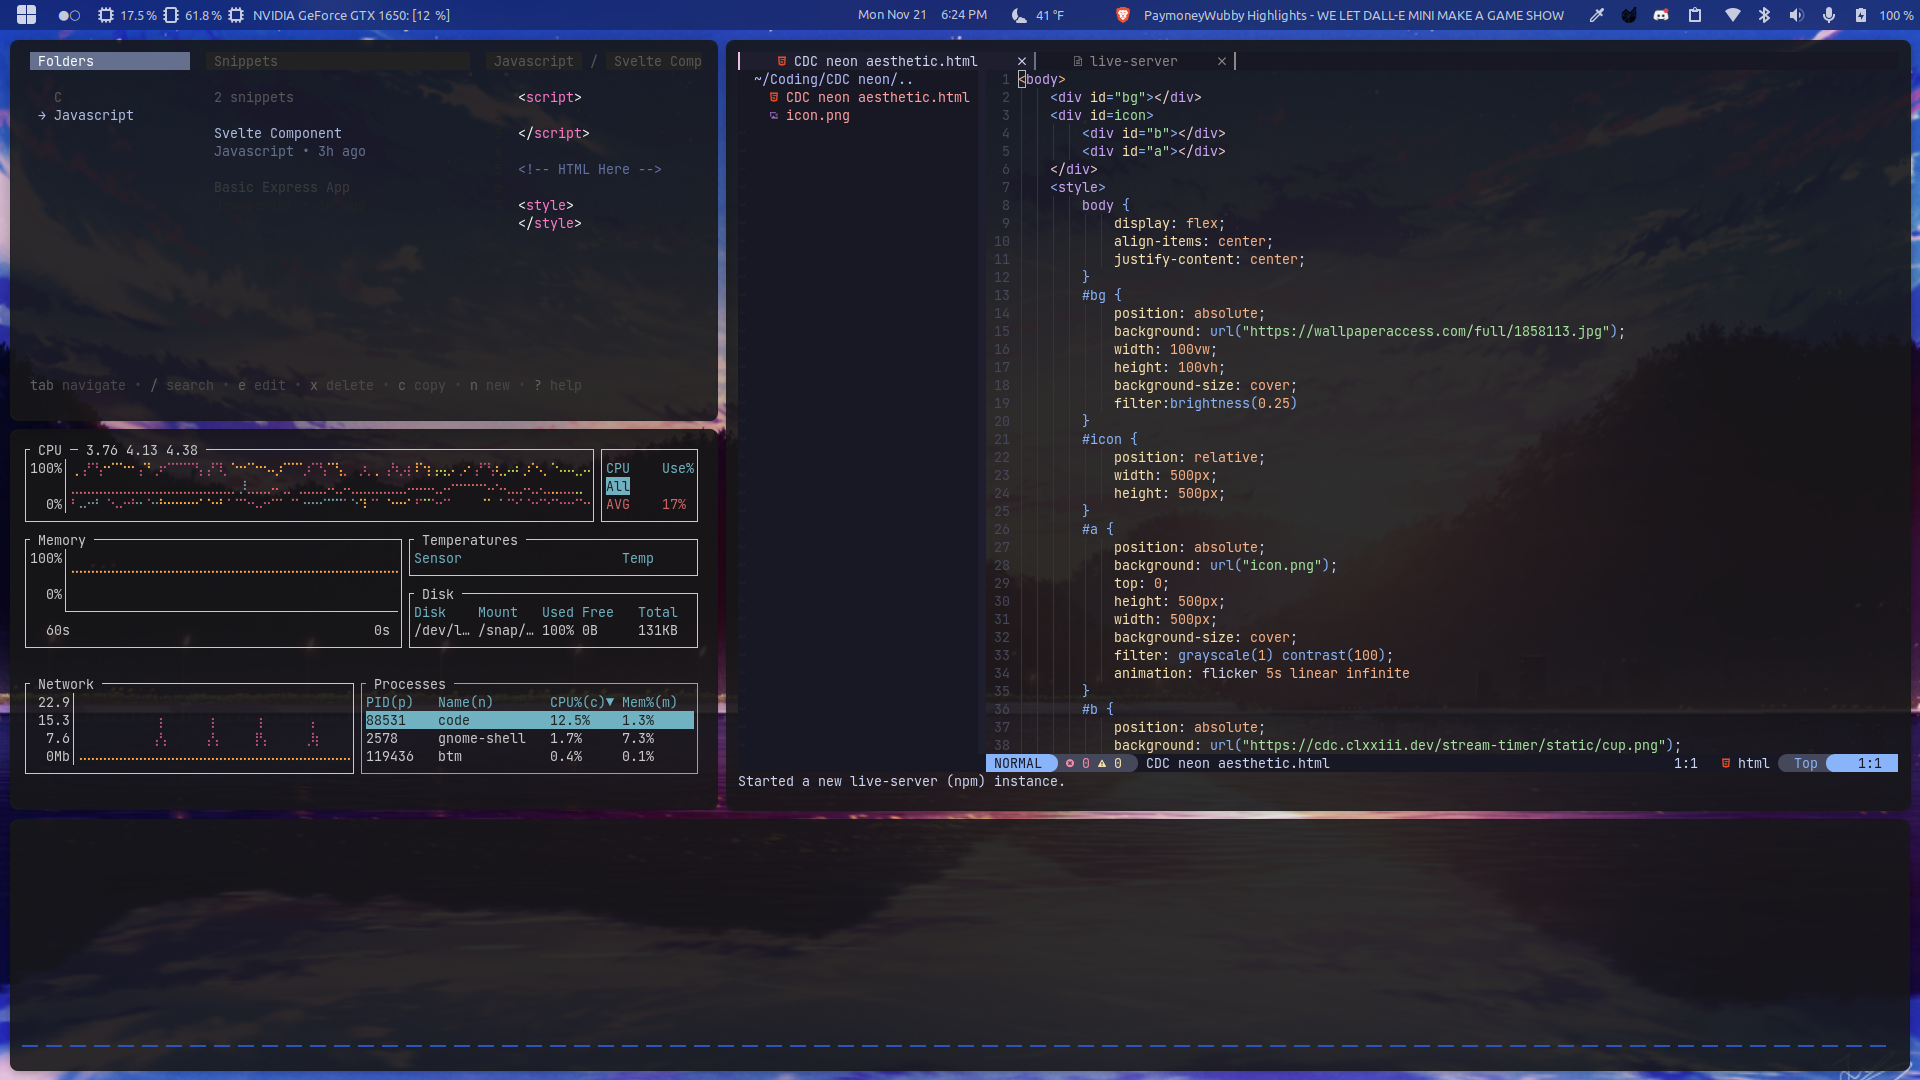 17.5 % 61.8 % NVIDIA GeForce GTX 1650: [12 %] Mon Nov 21 6:24 PM 41 °F PaymoneyWubby Highlights - WE LET DALL-E MINI MAKE A GAME SHOW 100 %
Folders Snippets Javascript / Svelte Comp
C
→ Javascript
2 snippets
Svelte Component
Javascript • 3h ago
Basic Express App
<script>
</script>
<!-- HTML Here -->
<style>
</style>
tab navigate • / search • e edit • x delete • c copy • n new • ? help
CPU — 3.76 4.13 4.38
100%
0%
CPU Use%
All
AVG 17%
Memory
100%
0%
60s 0s
Temperatures
Sensor Temp
Disk
Disk Mount Used Free Total
/dev/l… /snap/… 100% 0B 131KB
Network
22.9
15.3
7.6
0Mb
Processes
PID(p) Name(n) CPU%(c)▼ Mem%(m)
88531 code 12.5% 1.3%
2578 gnome-shell 1.7% 7.3%
119436 btm 0.4% 0.1%
CDC neon aesthetic.html × live-server ×
~/Coding/CDC neon/..
CDC neon aesthetic.html
icon.png
1 <body>
2 <div id="bg"></div>
3 <div id=icon>
4 <div id="b"></div>
5 <div id="a"></div>
6 </div>
7 <style>
8 body {
9 display: flex;
10 align-items: center;
11 justify-content: center;
12 }
13 #bg {
14 position: absolute;
15 background: url("https://wallpaperaccess.com/full/1858113.jpg");
16 width: 100vw;
17 height: 100vh;
18 background-size: cover;
19 filter:brightness(0.25)
20 }
21 #icon {
22 position: relative;
23 width: 500px;
24 height: 500px;
25 }
26 #a {
27 position: absolute;
28 background: url("icon.png");
29 top: 0;
30 height: 500px;
31 width: 500px;
32 background-size: cover;
33 filter: grayscale(1) contrast(100);
34 animation: flicker 5s linear infinite
35 }
36 #b {
37 position: absolute;
38 background: url("https://cdc.clxxiii.dev/stream-timer/static/cup.png");
NORMAL 0 0 CDC neon aesthetic.html 1:1 html Top 1:1
Started a new live-server (npm) instance.